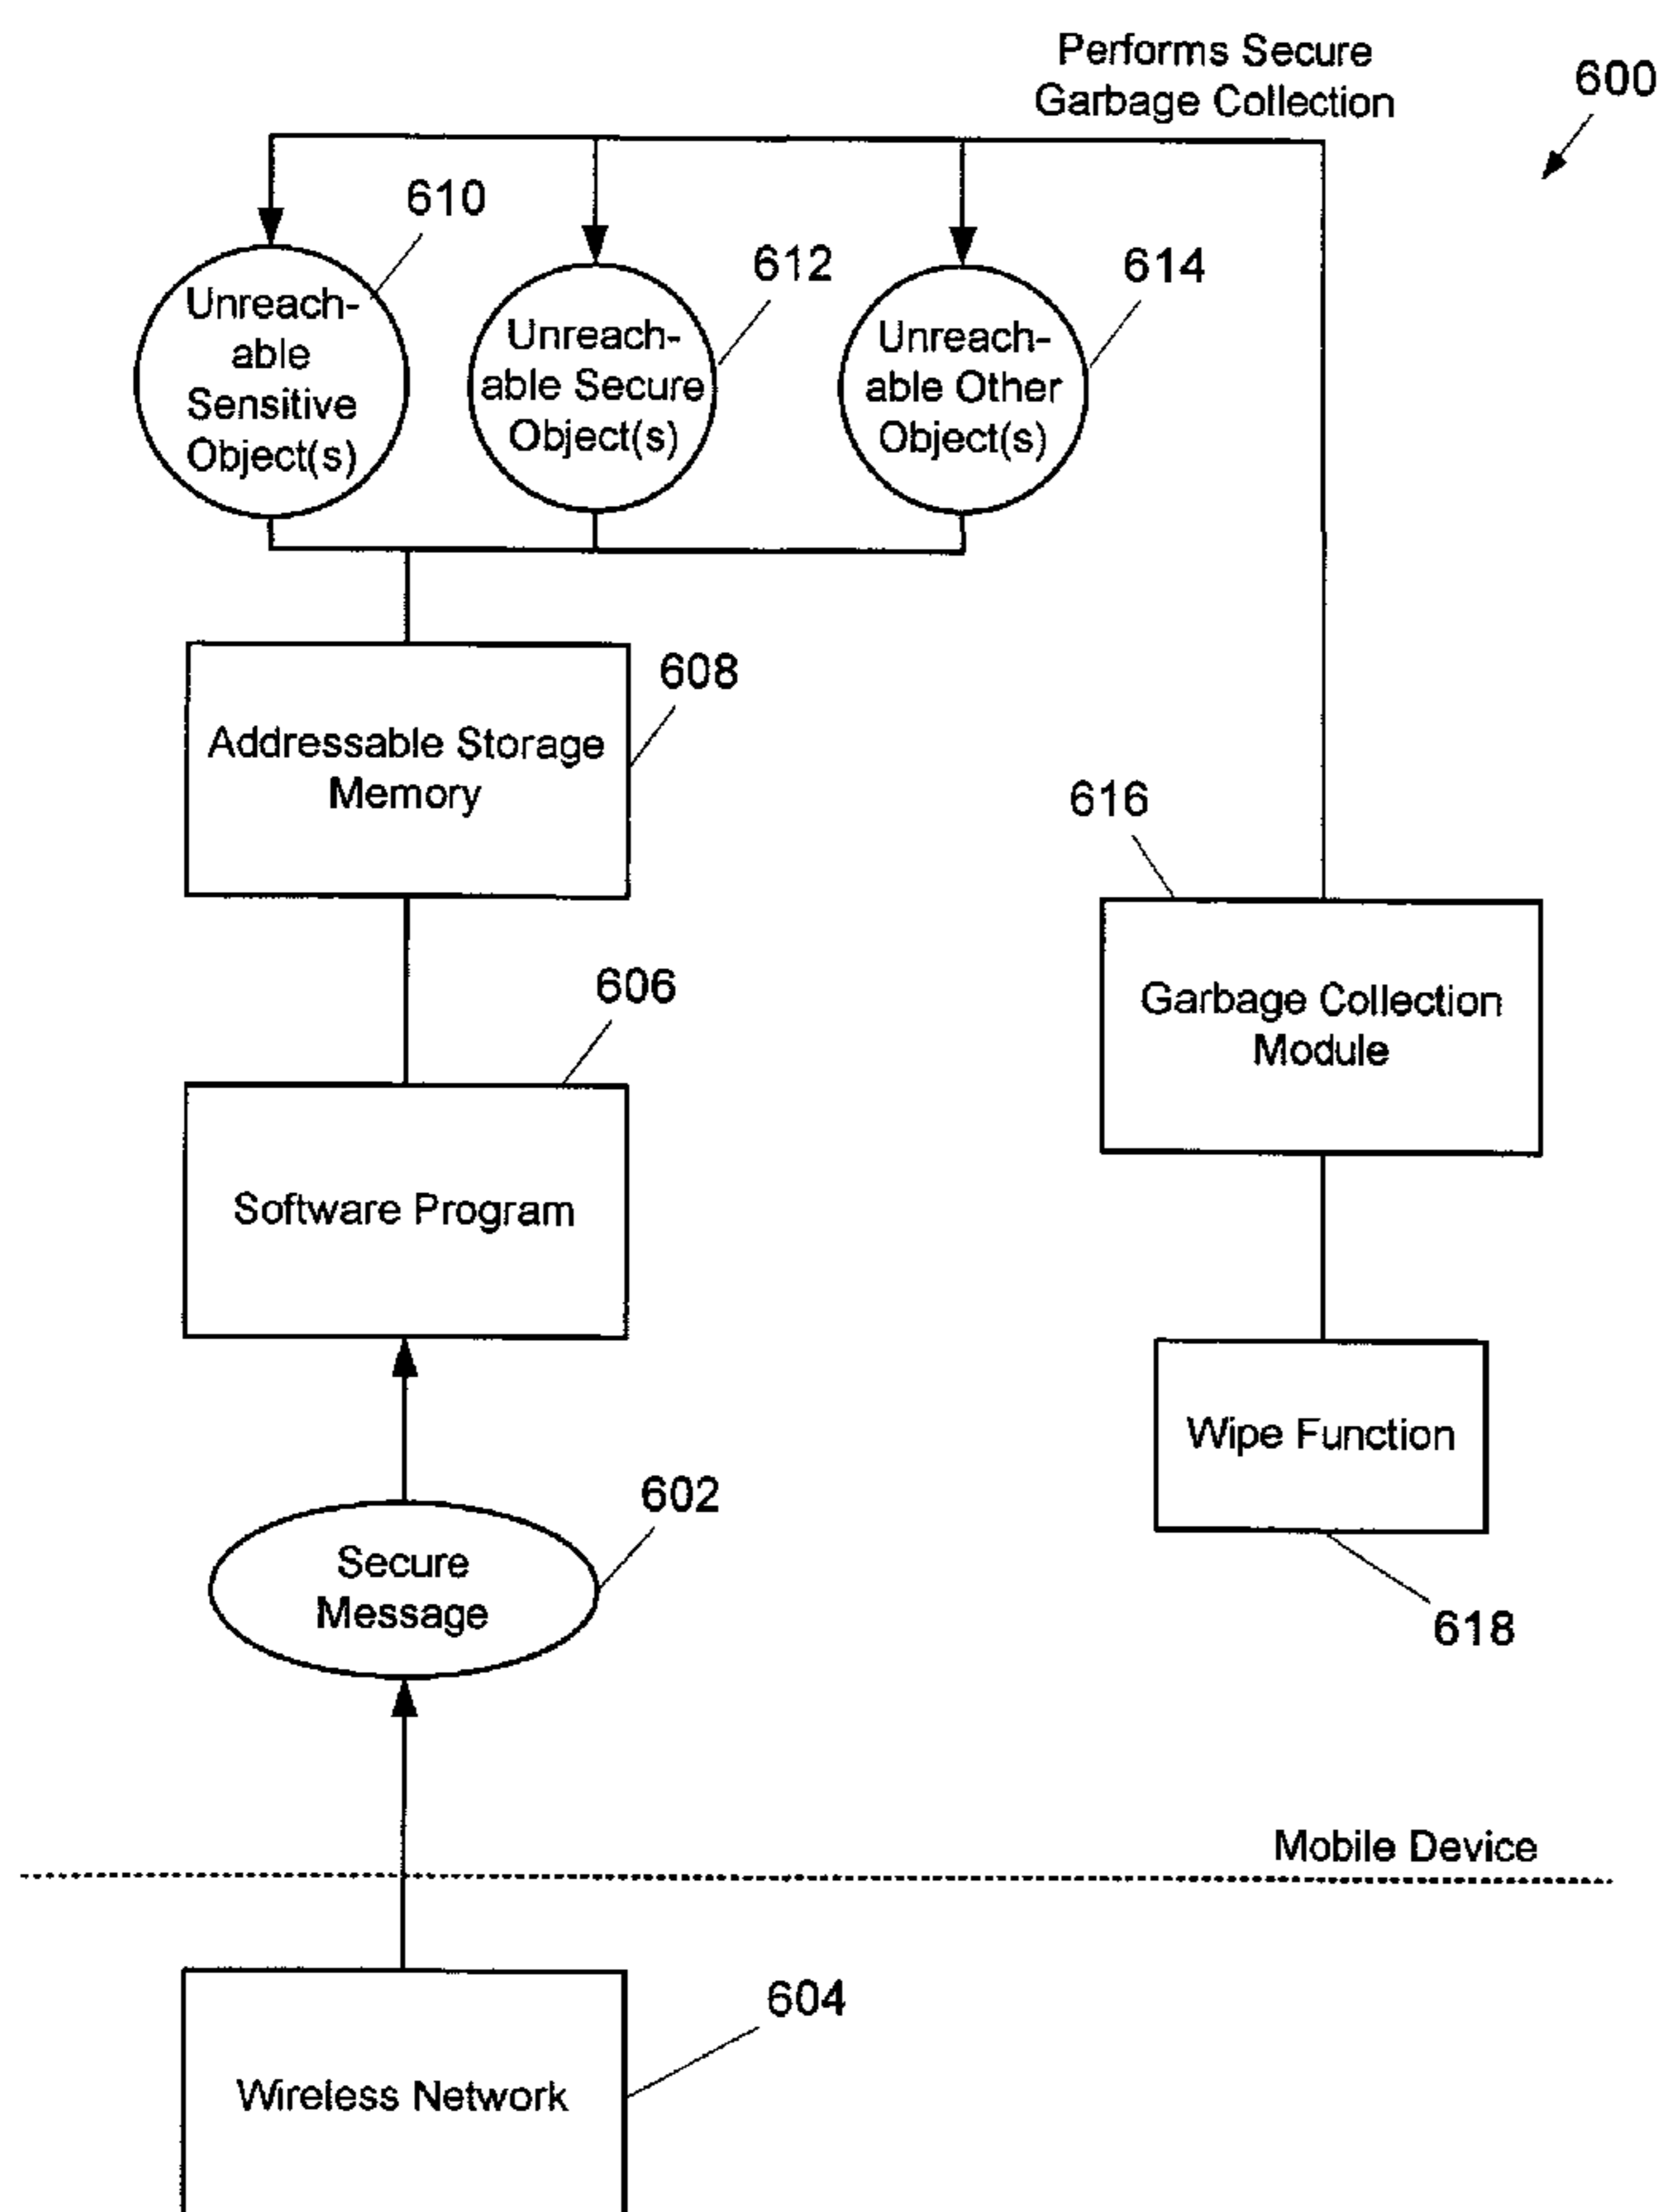 Performs Secure
Garbage Collection
600
610
612
614
Unreach-
able
Sensitive
Object(s)
Unreach-
able Secure
Object(s)
Unreach-
able Other
Object(s)
608
Addressable Storage
Memory
616
Garbage Collection
Module
606
Software Program
Wipe Function
618
602
Secure
Message
Mobile Device
604
Wireless Network